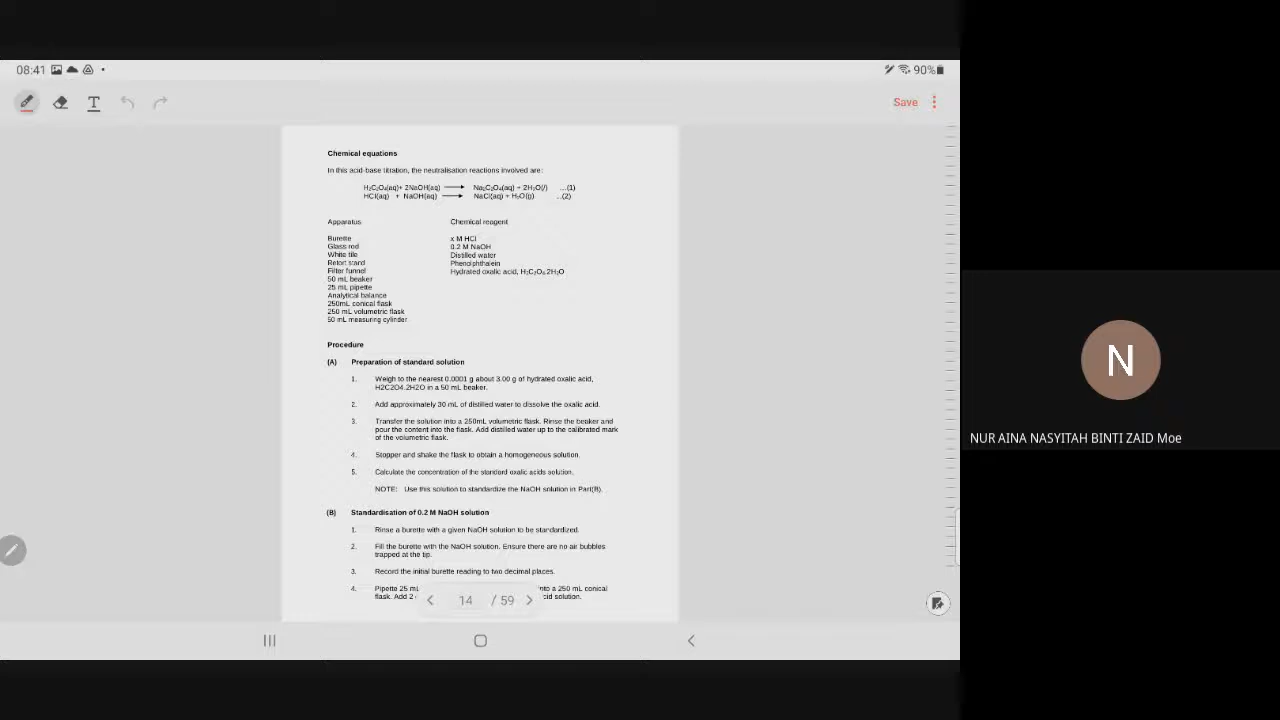 08:41
90%
T
Save
Chemical equations
In this acid-base titration, the neutralisation reactions involved are:
H₂C₂O₄(aq)+ 2NaOH(aq) → Na₂C₂O₄(aq) + 2H₂O(l) ...(1)
HCl(aq) + NaOH(aq) → NaCl(aq) + H₂O(l) ...(2)
Apparatus Chemical reagent
Burette x M HCl
Glass rod 0.2 M NaOH
White tile Distilled water
Retort stand Phenolphthalein
Filter funnel Hydrated oxalic acid, H₂C₂O₄.2H₂O
50 mL beaker
25 mL pipette
Analytical balance
250mL conical flask
250 mL volumetric flask
50 mL measuring cylinder
Procedure
(A) Preparation of standard solution
1. Weigh to the nearest 0.0001 g about 3.00 g of hydrated oxalic acid,
H2C2O4.2H2O in a 50 mL beaker.
2. Add approximately 30 mL of distilled water to dissolve the oxalic acid.
3. Transfer the solution into a 250mL volumetric flask. Rinse the beaker and
pour the content into the flask. Add distilled water up to the calibrated mark
of the volumetric flask.
4. Stopper and shake the flask to obtain a homogeneous solution.
5. Calculate the concentration of the standard oxalic acids solution.
NOTE: Use this solution to standardize the NaOH solution in Part(B).
(B) Standardisation of 0.2 M NaOH solution
1. Rinse a burette with a given NaOH solution to be standardized.
2. Fill the burette with the NaOH solution. Ensure there are no air bubbles
trapped at the tip.
3. Record the initial burette reading to two decimal places.
4. Pipette 25 mL into a 250 mL conical
flask. Add 2 acid solution.
14 / 59
N
NUR AINA NASYITAH BINTI ZAID Moe